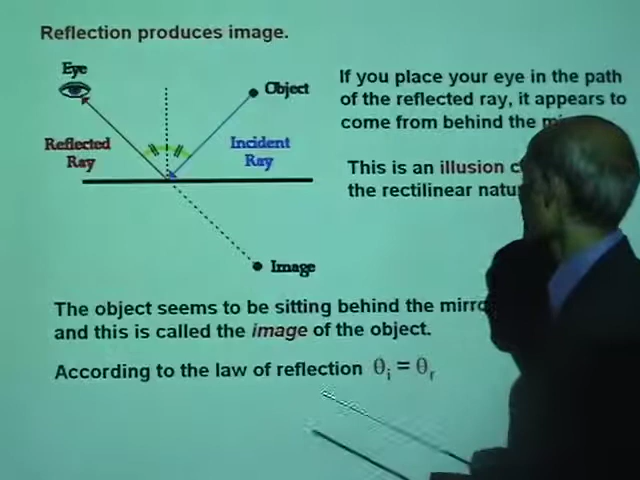 Reflection produces image.
Eye
Object
If you place your eye in the path
of the reflected ray, it appears to
come from behind the
Reflected
Ray
Incident
Ray
This is an illusion
the rectilinear
Image
The object seems to be sitting behind the
and this is called the image of the object.
According to the law of reflection θi = θr